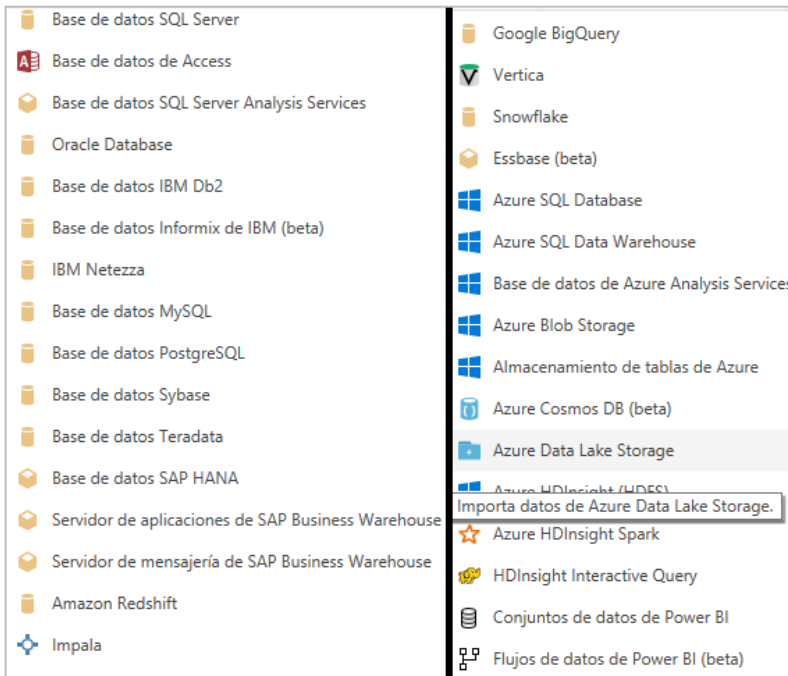 Base de datos SQL Server
Base de datos de Access
Base de datos SQL Server Analysis Services
Oracle Database
Base de datos IBM Db2
Base de datos Informix de IBM (beta)
IBM Netezza
Base de datos MySQL
Base de datos PostgreSQL
Base de datos Sybase
Base de datos Teradata
Base de datos SAP HANA
Servidor de aplicaciones de SAP Business Warehouse
Servidor de mensajería de SAP Business Warehouse
Amazon Redshift
Impala
Google BigQuery
Vertica
Snowflake
Essbase (beta)
Azure SQL Database
Azure SQL Data Warehouse
Base de datos de Azure Analysis Services
Azure Blob Storage
Almacenamiento de tablas de Azure
Azure Cosmos DB (beta)
Azure Data Lake Storage
Azure HDInsight (HDFS)
Importa datos de Azure Data Lake Storage.
Azure HDInsight Spark
HDInsight Interactive Query
Conjuntos de datos de Power BI
Flujos de datos de Power BI (beta)